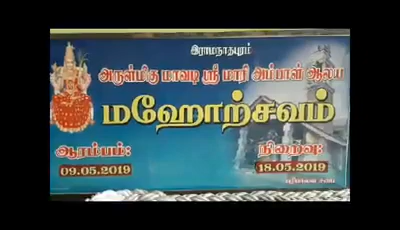 இராமநாதபுரம்
அருள்மிகு மாவடி ஸ்ரீ மாரி அம்பாள் ஆலய
மஹோற்சவம்
ஆரம்பம்: நிறைவு:
09.05.2019 18.05.2019